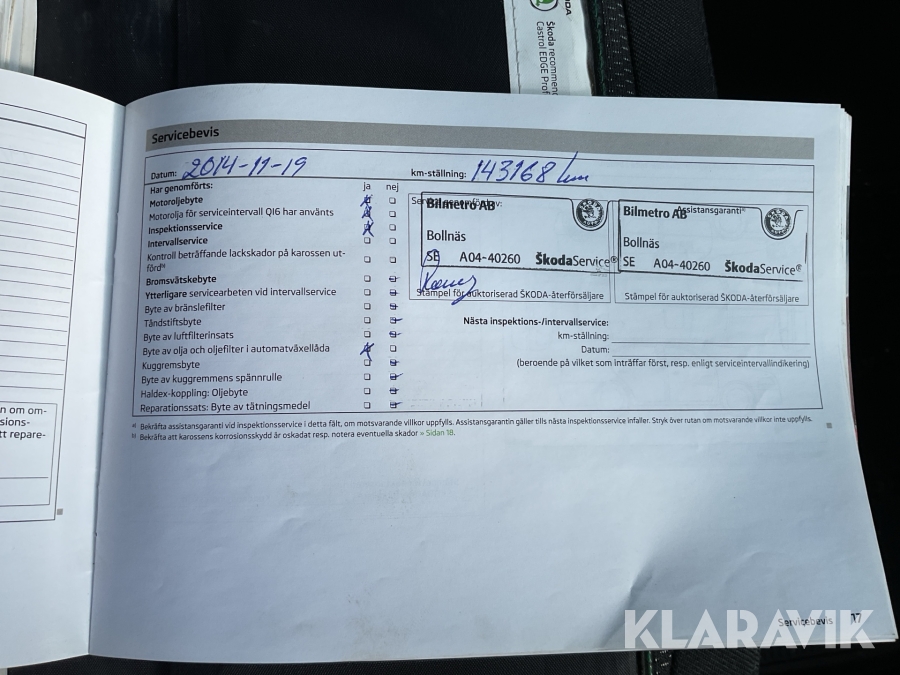 ŠKODA
Škoda recommen
Castrol EDGE Prof
n om om-
sions-
tt repare-
Servicebevis
Datum: 2014-11-19
km-ställning: 143168 km
Har genomförts:
ja nej
Motoroljebyte
Motorolja för serviceintervall QI6 har använts
Inspektionsservice
Intervallservice
Kontroll beträffande lackskador på karossen ut-
förd b)
Bromsvätskebyte
Ytterligare servicearbeten vid intervallservice
Byte av bränslefilter
Tändstiftsbyte
Byte av luftfilterinsats
Byte av olja och oljefilter i automatväxellåda
Kuggremsbyte
Byte av kuggremmens spännrulle
Haldex-koppling: Oljebyte
Reparationssats: Byte av tätningsmedel
Bilmetro AB
Bollnäs
SE A04-40260 ŠkodaService®
Stämpel för auktoriserad ŠKODA-återförsäljare
Assistansgaranti a)
Bilmetro AB
Bollnäs
SE A04-40260 ŠkodaService®
Stämpel för auktoriserad ŠKODA-återförsäljare
Nästa inspektions-/intervallservice:
km-ställning:
Datum:
(beroende på vilket som inträffar först, resp. enligt serviceintervallindikering)
a) Bekräfta assistansgaranti vid inspektionsservice i detta fält, om motsvarande villkor uppfylls. Assistansgarantin gäller tills nästa inspektionsservice infaller. Stryk över rutan om motsvarande villkor inte uppfylls.
b) Bekräfta att karossens korrosionsskydd är oskadat resp. notera eventuella skador » Sidan 18.
Servicebevis
KLARAVIK